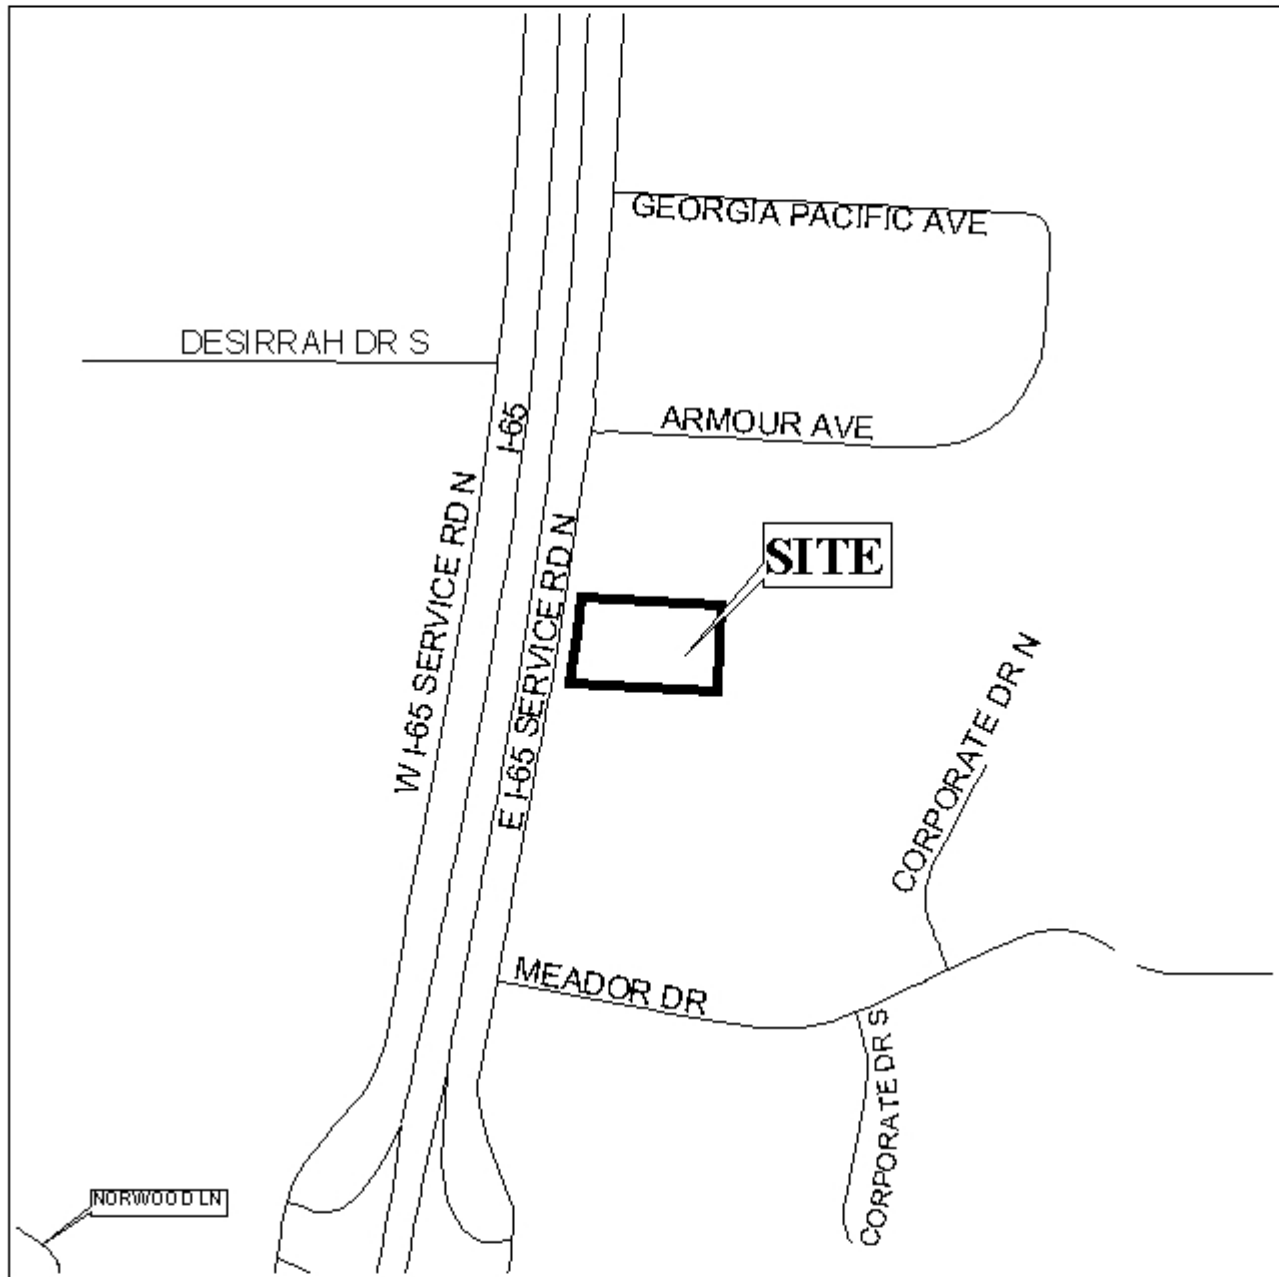 GEORGIA PACIFIC AVE
DESIRRAH DR S
I-65
ARMOUR AVE
W I-65 SERVICE RD N
E I-65 SERVICE RD N
SITE
CORPORATE DR N
MEADOR DR
CORPORATE DR S
NORWOOD LN